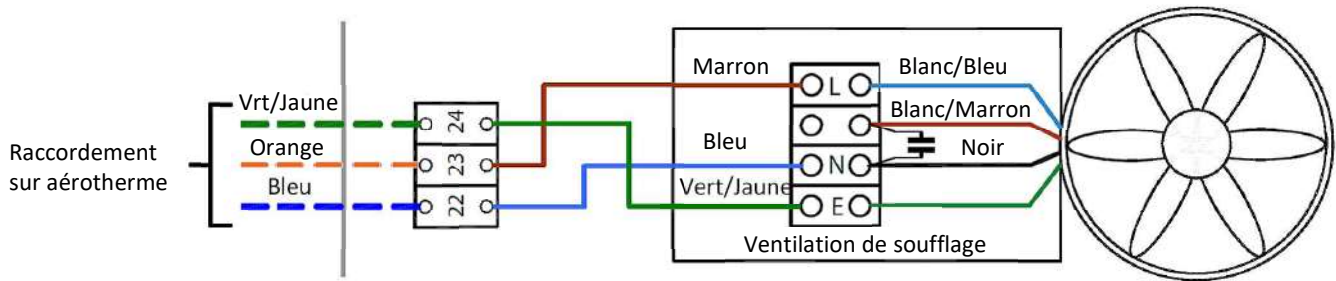 Raccordement
sur aérotherme
Vrt/Jaune
Orange
Bleu
24
23
22
Marron
Bleu
Vert/Jaune
L
N
E
Blanc/Bleu
Blanc/Marron
Noir
Ventilation de soufflage